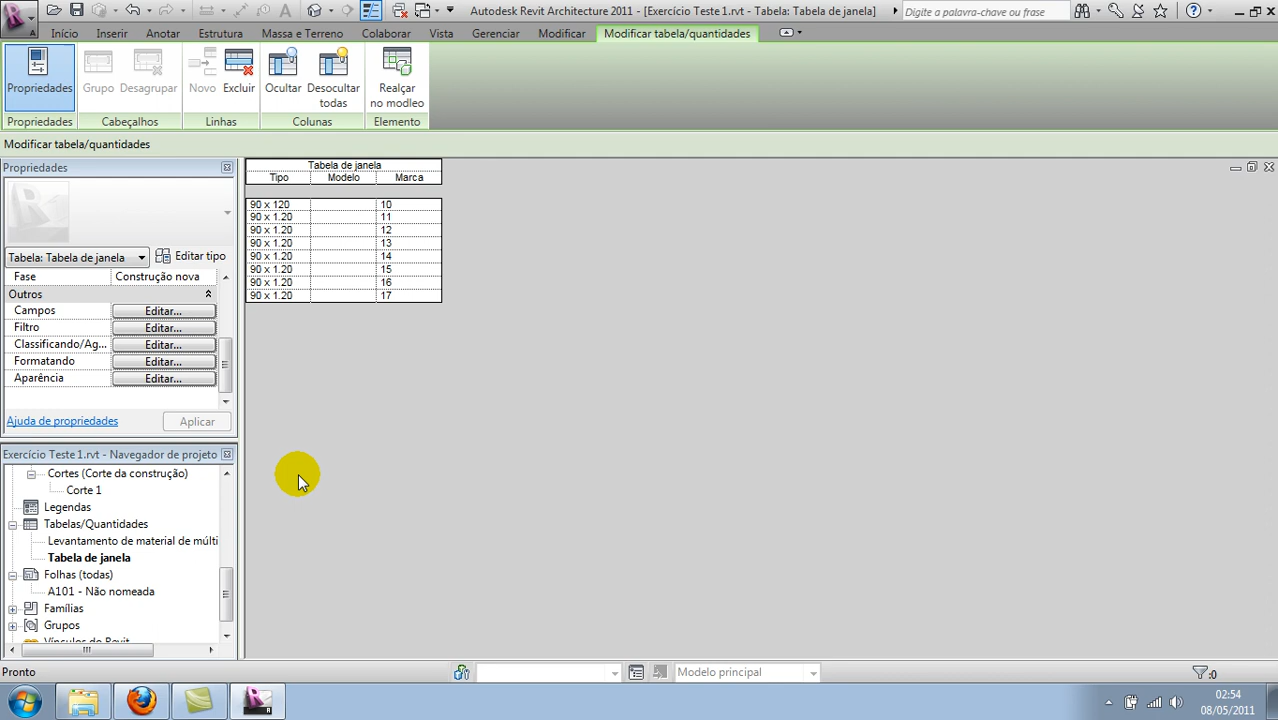 Autodesk Revit Architecture 2011 - [Exercício Teste 1.rvt - Tabela: Tabela de janela]
Digite a palavra-chave ou frase
Início Inserir Anotar Estrutura Massa e Terreno Colaborar Vista Gerenciar Modificar Modificar tabela/quantidades
Propriedades Grupo Desagrupar Novo Excluir Ocultar Desocultar todas Realçar no modleo
Propriedades Cabeçalhos Linhas Colunas Elemento
Modificar tabela/quantidades
Propriedades
Tabela: Tabela de janela Editar tipo
Fase Construção nova
Outros
Campos Editar...
Filtro Editar...
Classificando/Ag... Editar...
Formatando Editar...
Aparência Editar...
Ajuda de propriedades Aplicar
Exercício Teste 1.rvt - Navegador de projeto
Cortes (Corte da construção)
Corte 1
Legendas
Tabelas/Quantidades
Levantamento de material de múlti
Tabela de janela
Folhas (todas)
A101 - Não nomeada
Famílias
Grupos
Vínculos do Revit
Tabela de janela
Tipo Modelo Marca
90 x 120 10
90 x 1.20 11
90 x 1.20 12
90 x 1.20 13
90 x 1.20 14
90 x 1.20 15
90 x 1.20 16
90 x 1.20 17
Pronto :0
Modelo principal
02:54
08/05/2011